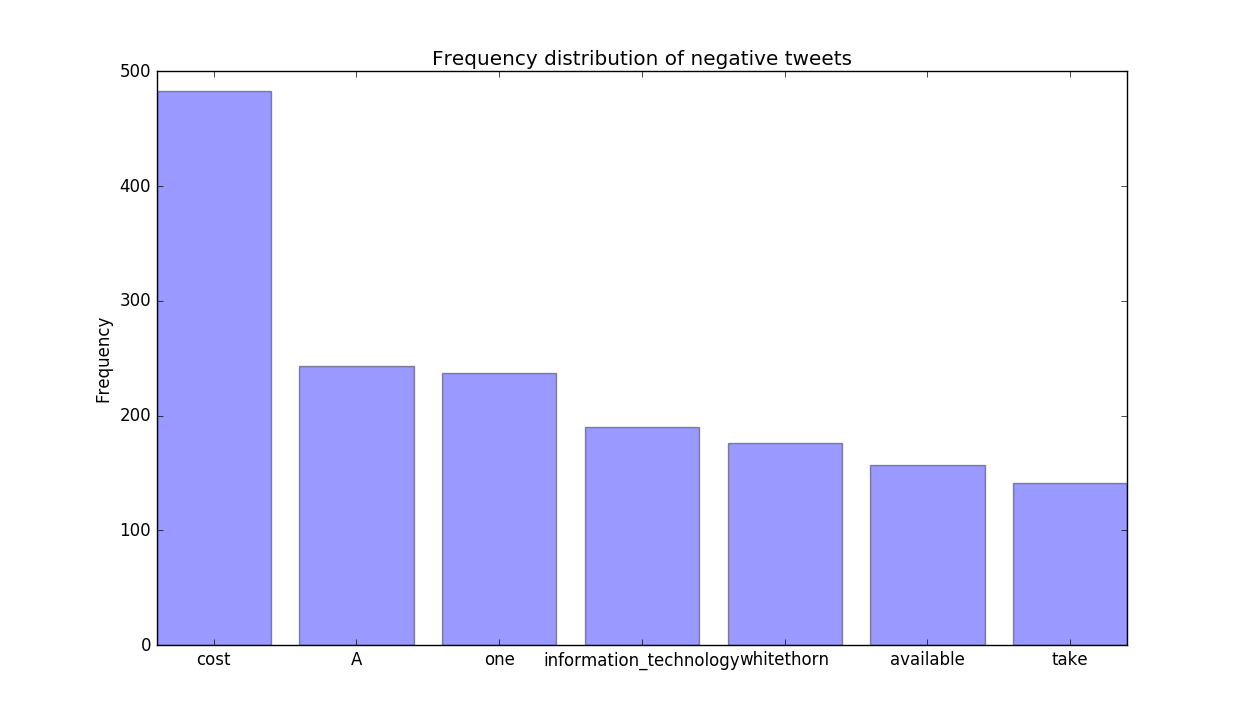 Frequency distribution of negative tweets
500
400
300
200
100
0
Frequency
cost A one information_technology whitethorn available take